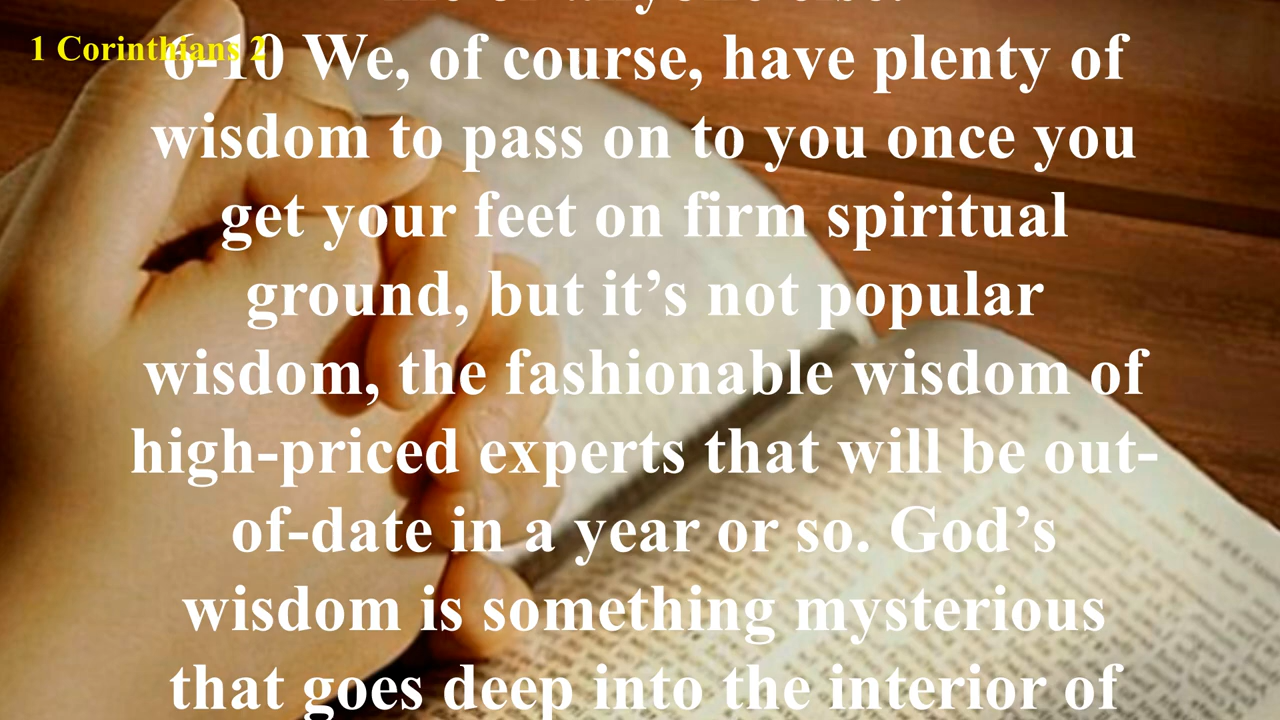 1 Corinthians 2
6-10 We, of course, have plenty of
wisdom to pass on to you once you
get your feet on firm spiritual
ground, but it’s not popular
wisdom, the fashionable wisdom of
high-priced experts that will be out-
of-date in a year or so. God’s
wisdom is something mysterious
that goes deep into the interior of